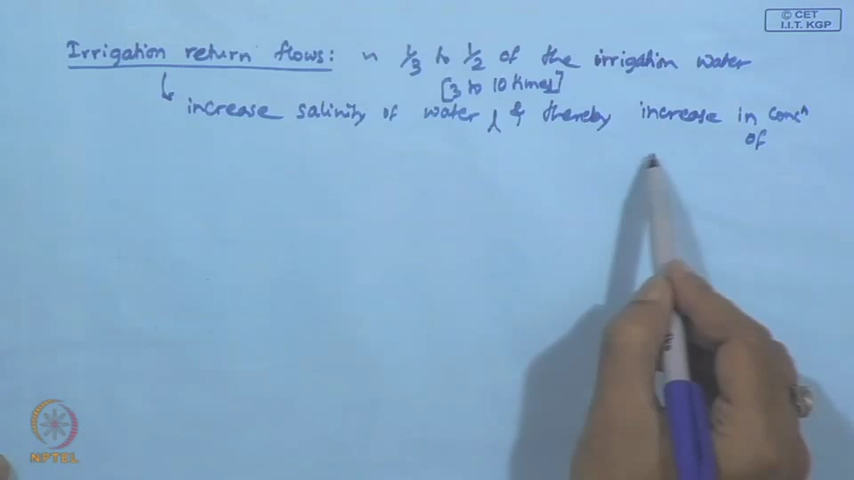 © CET
I.I.T. KGP
Irrigation return flows: ~ 1/3 to 1/2 of the irrigation water
[3 to 10 times]
increase salinity of water, & thereby increase in concⁿ
of
NPTEL